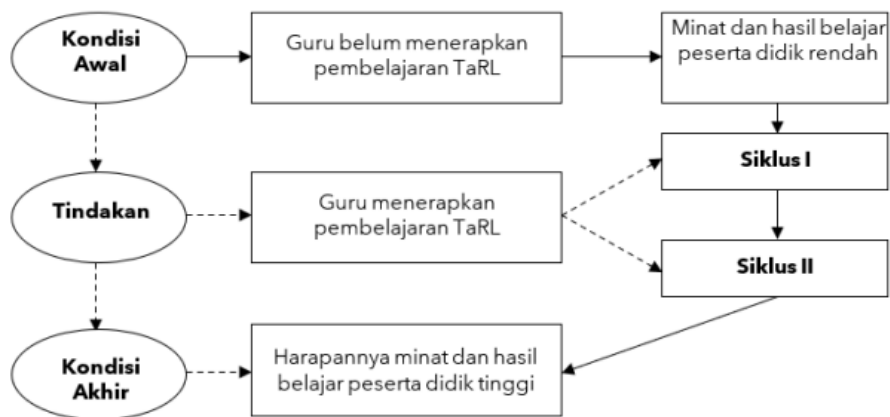 Kondisi
Awal
Guru belum menerapkan
pembelajaran TaRL
Minat dan hasil belajar
peserta didik rendah
Siklus I
Tindakan
Guru menerapkan
pembelajaran TaRL
Siklus II
Kondisi
Akhir
Harapannya minat dan hasil
belajar peserta didik tinggi